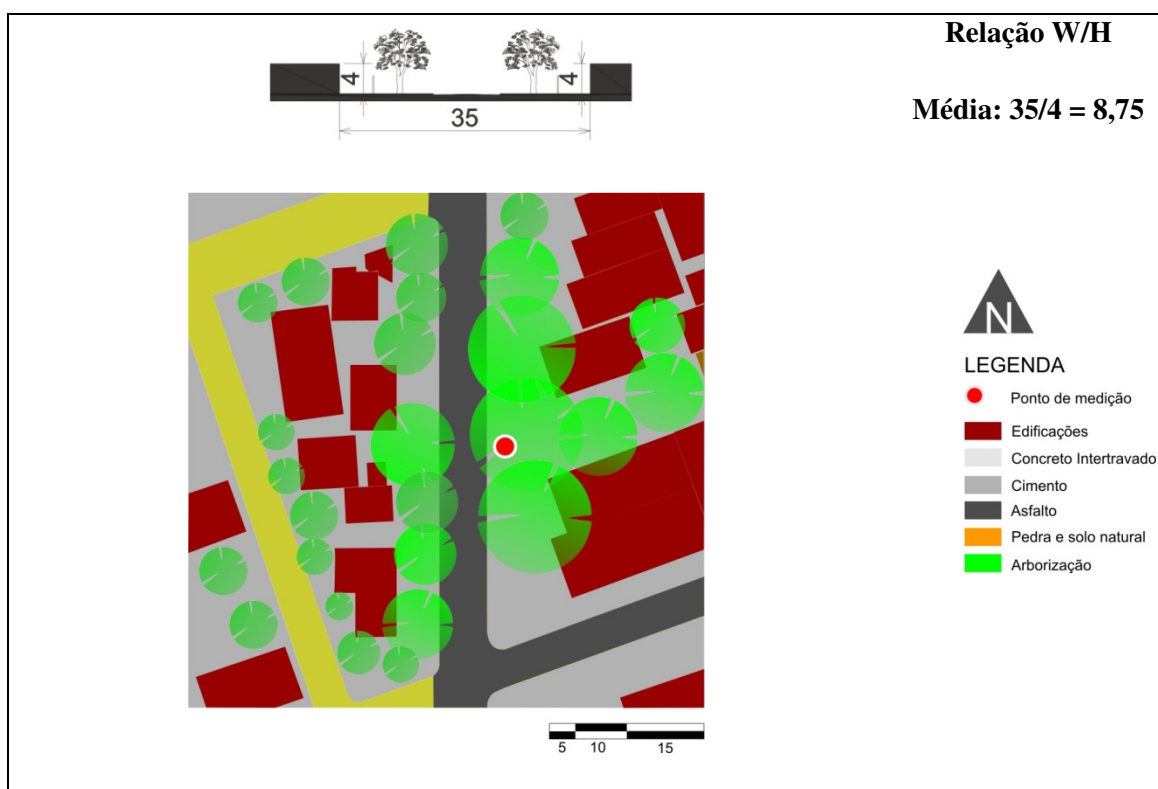 Relação W/H
Média: 35/4 = 8,75
4
4
35
N
LEGENDA
Ponto de medição
Edificações
Concreto Intertravado
Cimento
Asfalto
Pedra e solo natural
Arborização
5 10 15